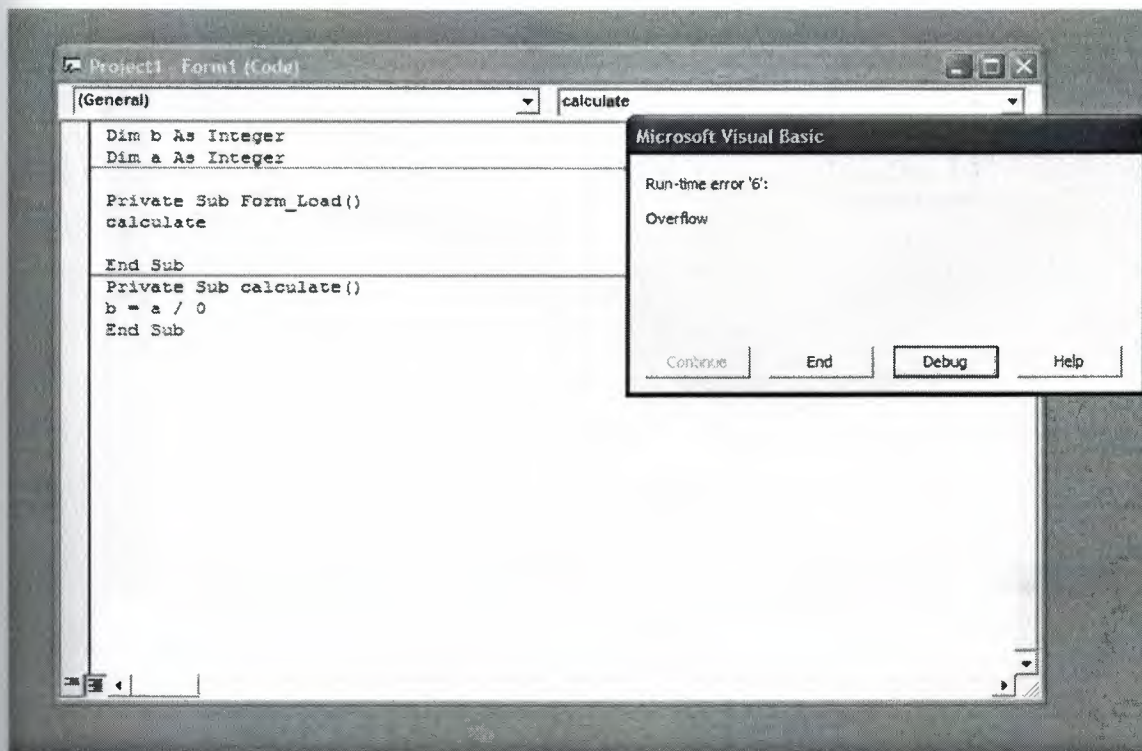 Project1 - Form1 (Code)
(General)
calculate
Dim b As Integer
Dim a As Integer
Private Sub Form_Load()
calculate
End Sub
Private Sub calculate()
b = a / 0
End Sub
Microsoft Visual Basic
Run-time error '6':
Overflow
Continue
End
Debug
Help